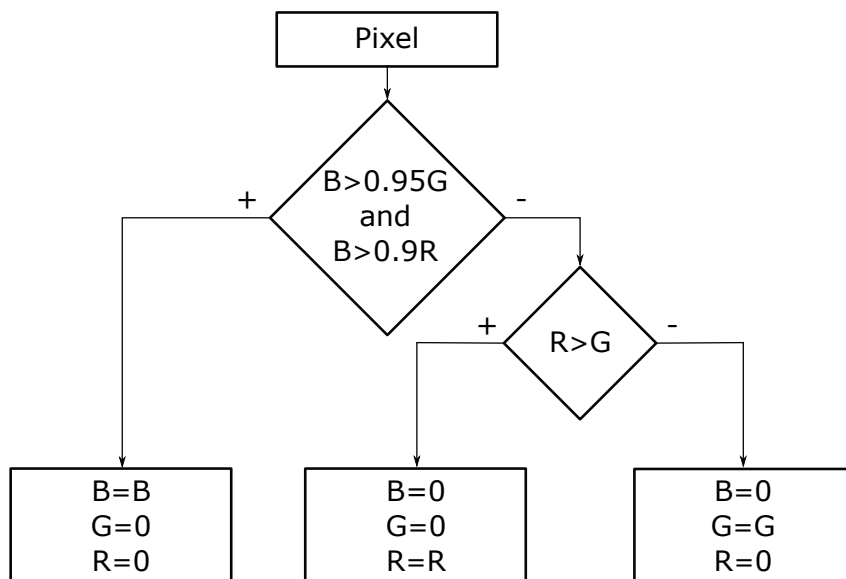 Pixel
B>0.95G
and
B>0.9R
+
-
R>G
+
-
B=B
G=0
R=0
B=0
G=0
R=R
B=0
G=G
R=0